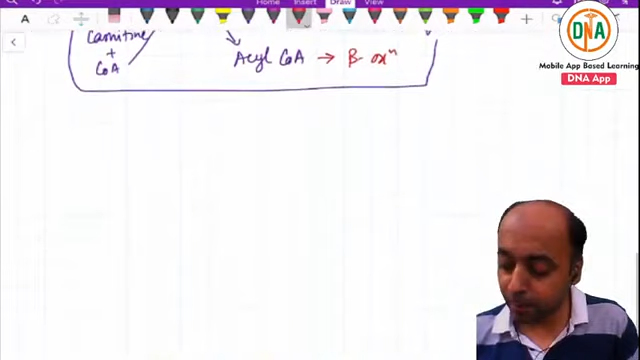 Home Insert Draw View
DNA
Mobile App Based Learning
DNA App
A
Carnitine
+
CoA
Acyl CoA → β-oxⁿ